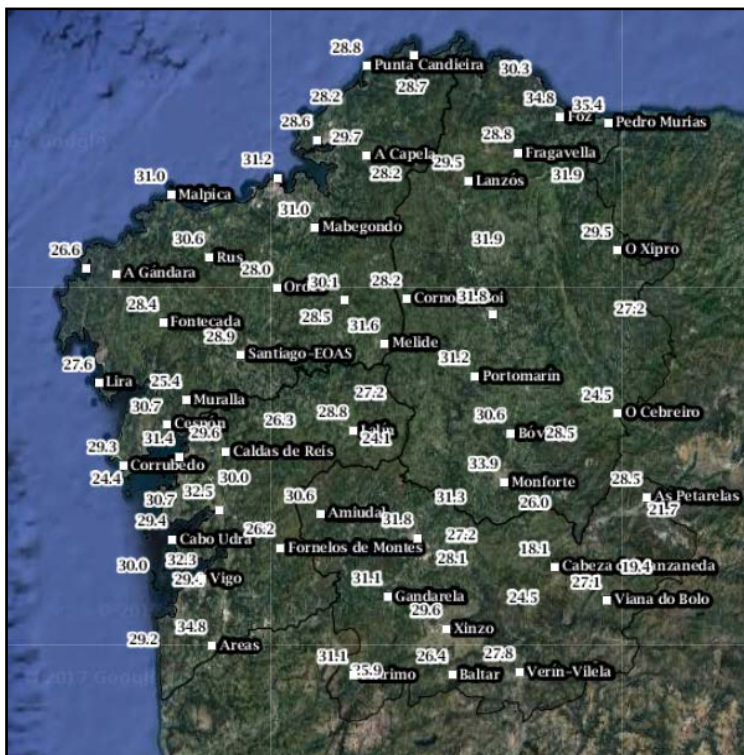 28.8
Punta Candieira
28.7
30.3
28.2
34.8
35.4
Foz
Pedro Murias
28.6
29.7
28.8
A Capela
Fragavella
31.2
28.2
29.5
31.9
31.0
Lanzós
Malpica
31.0
Mabegondo
29.5
31.9
30.6
O Xipro
26.6
Rus
28.0
A Gándara
30.1
28.2
31.8
27.2
28.4
28.5
Fontecada
31.6
28.9
Melide
Santiago-EOAS
31.2
27.6
25.4
Portomarín
Lira
27.2
24.5
30.7
Muralla
28.8
26.3
30.6
O Cebreiro
Cespón
29.6
Lalín
28.5
31.4
24.1
29.3
Caldas de Reis
24.4
Corrubedo
33.9
30.0
28.5
32.5
Monforte
30.7
30.6
31.3
26.0
As Petarelas
21.7
29.4
Amiudal
31.8
26.2
27.2
Cabo Udra
Fornelos de Montes
18.1
28.1
32.3
30.0
19.4
29.4
Vigo
31.1
27.1
Gandarela
24.5
Viana do Bolo
29.6
34.8
Xinzo
29.2
Areas
31.1
26.4
27.8
Baltar
Verín-Vilela